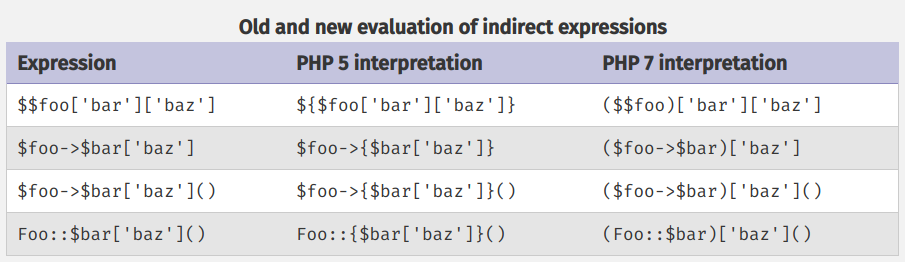 Old and new evaluation of indirect expressions
Expression PHP 5 interpretation PHP 7 interpretation
$$foo['bar']['baz'] ${$foo['bar']['baz']} ($$foo)['bar']['baz']
$foo->$bar['baz'] $foo->{$bar['baz']} ($foo->$bar)['baz']
$foo->$bar['baz']() $foo->{$bar['baz']}() ($foo->$bar)['baz']()
Foo::$bar['baz']() Foo::{$bar['baz']}() (Foo::$bar)['baz']()